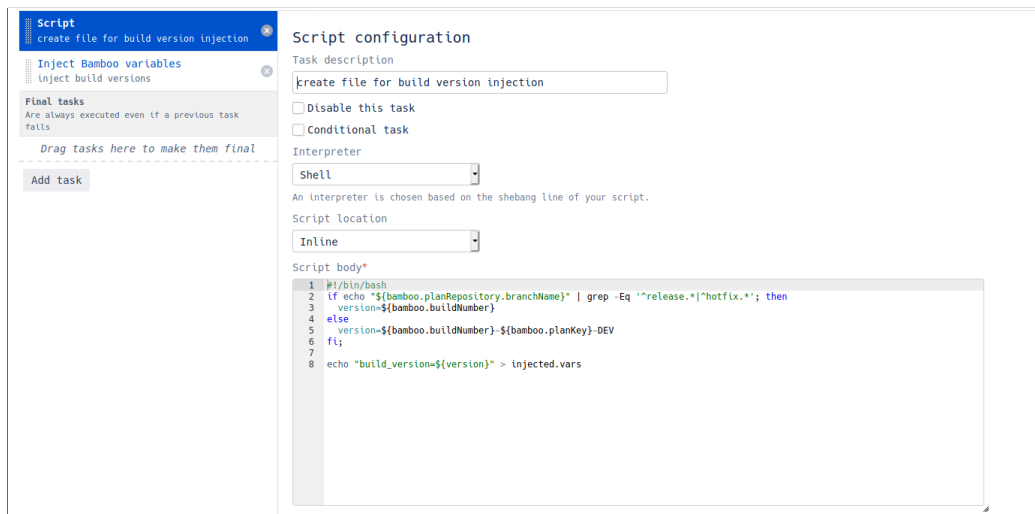 Script
create file for build version injection
Inject Bamboo variables
inject build versions
Final tasks
Are always executed even if a previous task
fails
Drag tasks here to make them final
Add task
Script configuration
Task description
create file for build version injection
Disable this task
Conditional task
Interpreter
Shell
An interpreter is chosen based on the shebang line of your script.
Script location
Inline
Script body*
1 #!/bin/bash
2 if echo "${bamboo.planRepository.branchName}" | grep -Eq '^release.*|^hotfix.*'; then
3   version=${bamboo.buildNumber}
4 else
5   version=${bamboo.buildNumber}-${bamboo.planKey}-DEV
6 fi;
7
8 echo "build_version=${version}" > injected.vars